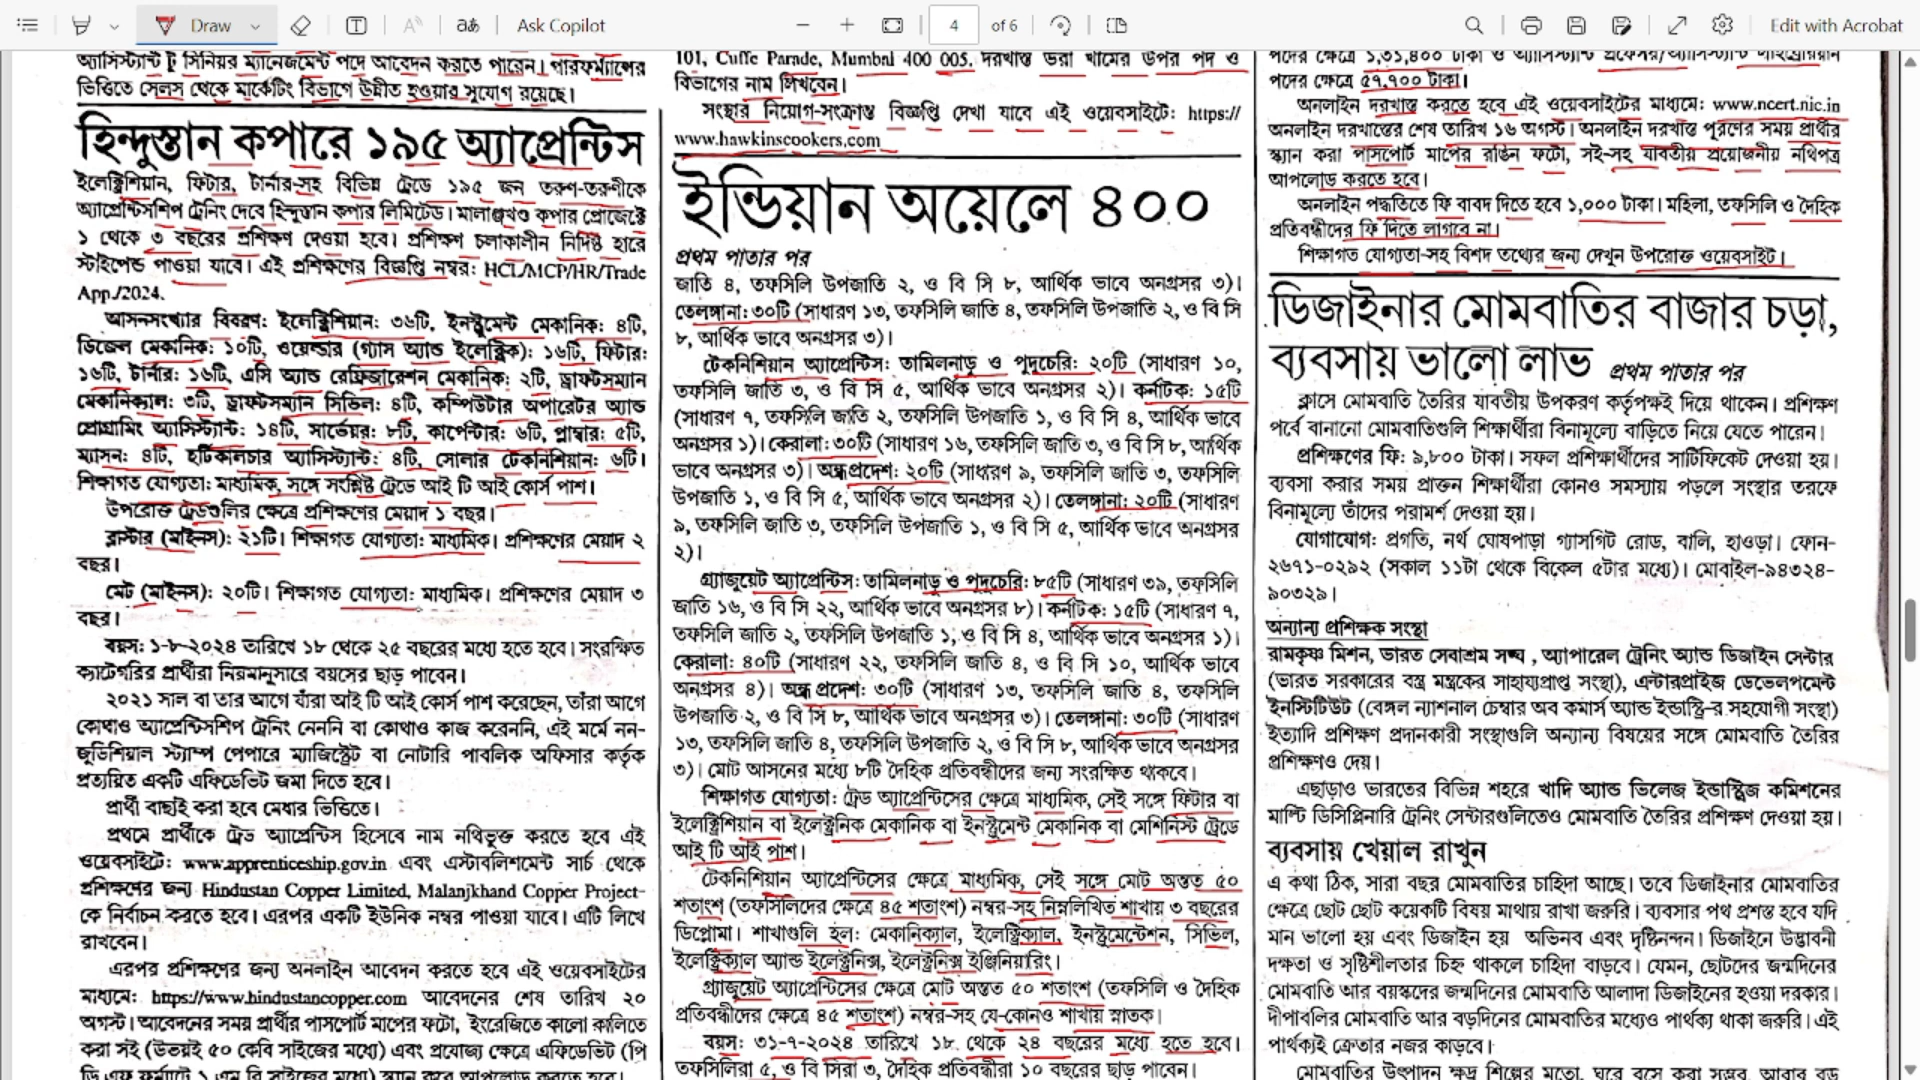 Draw
Ask Copilot
4 of 6
Edit with Acrobat
অ্যাসিস্ট্যান্ট টু সিনিয়র ম্যানেজমেন্ট পদে আবেদন করতে পারেন। পারফর্ম্যান্সের
ভিত্তিতে সেলস থেকে মার্কেটিং বিভাগে উন্নীত হওয়ার সুযোগ রয়েছে।
হিন্দুস্তান কপারে ১৯৫ অ্যাপ্রেন্টিস
ইলেক্ট্রিশিয়ান, ফিটার, টার্নার-সহ বিভিন্ন ট্রেডে ১৯৫ জন তরুণ-তরুণীকে
অ্যাপ্রেন্টিসশিপ ট্রেনিং দেবে হিন্দুস্তান কপার লিমিটেড। মালাঞ্জখণ্ড কপার প্রোজেক্টে
১ থেকে ৩ বছরের প্রশিক্ষণ দেওয়া হবে। প্রশিক্ষণ চলাকালীন নির্দিষ্ট হারে
স্টাইপেন্ড পাওয়া যাবে। এই প্রশিক্ষণের বিজ্ঞপ্তি নম্বর: HCL/MCP/HR/Trade
App./2024.
আসনসংখ্যার বিবরণ: ইলেক্ট্রিশিয়ান: ৩৬টি, ইনস্ট্রুমেন্ট মেকানিক: ৪টি,
ডিজেল মেকানিক: ১০টি, ওয়েল্ডার (গ্যাস অ্যান্ড ইলেক্ট্রিক): ১৬টি, ফিটার:
১৬টি, টার্নার: ১৬টি, এসি অ্যান্ড রেফ্রিজারেশন মেকানিক: ২টি, ড্রাফটসম্যান
মেকানিক্যাল: ৩টি, ড্রাফটসম্যান সিভিল: ৪টি, কম্পিউটার অপারেটর অ্যান্ড
প্রোগ্রামিং অ্যাসিস্ট্যান্ট: ১৪টি, সার্ভেয়র: ৮টি, কার্পেন্টার: ৬টি, প্লাম্বার: ৫টি,
ম্যাসন: ৪টি, হর্টিকালচার অ্যাসিস্ট্যান্ট: ৪টি, সোলার টেকনিশিয়ান: ৬টি।
শিক্ষাগত যোগ্যতা: মাধ্যমিক, সঙ্গে সংশ্লিষ্ট ট্রেডে আই টি আই কোর্স পাশ।
উপরোক্ত ট্রেডগুলির ক্ষেত্রে প্রশিক্ষণের মেয়াদ ১ বছর।
ব্লাস্টার (মাইনস): ২১টি। শিক্ষাগত যোগ্যতা: মাধ্যমিক। প্রশিক্ষণের মেয়াদ ২
বছর।
মেট (মাইনস): ২০টি। শিক্ষাগত যোগ্যতা: মাধ্যমিক। প্রশিক্ষণের মেয়াদ ৩
বছর।
বয়স: ১-৮-২০২৪ তারিখে ১৮ থেকে ২৫ বছরের মধ্যে হতে হবে। সংরক্ষিত
ক্যাটেগরির প্রার্থীরা নিয়মানুসারে বয়সের ছাড় পাবেন।
২০২১ সাল বা তার আগে যাঁরা আই টি আই কোর্স পাশ করেছেন, তাঁরা আগে
কোথাও অ্যাপ্রেন্টিসশিপ ট্রেনিং নেননি বা কোথাও কাজ করেননি, এই মর্মে নন-
জুডিশিয়াল স্ট্যাম্প পেপারে ম্যাজিস্ট্রেট বা নোটারি পাবলিক অফিসার কর্তৃক
প্রত্যয়িত একটি এফিডেভিট জমা দিতে হবে।
প্রার্থী বাছাই করা হবে মেধার ভিত্তিতে।
প্রথমে প্রার্থীকে ট্রেড অ্যাপ্রেন্টিস হিসেবে নাম নথিভুক্ত করতে হবে এই
ওয়েবসাইটে: www.apprenticeship.gov.in এবং এস্টাবলিশমেন্ট সার্চ থেকে
প্রশিক্ষণের জন্য Hindustan Copper Limited, Malanjkhand Copper Project-
কে নির্বাচন করতে হবে। এরপর একটি ইউনিক নম্বর পাওয়া যাবে। এটি লিখে
রাখবেন।
এরপর প্রশিক্ষণের জন্য অনলাইন আবেদন করতে হবে এই ওয়েবসাইটের
মাধ্যমে: https://www.hindustancopper.com আবেদনের শেষ তারিখ ২০
অগস্ট। আবেদনের সময় প্রার্থীর পাসপোর্ট মাপের ফটো, ইংরেজিতে কালো কালিতে
করা সই (উভয়ই ৫০ কেবি সাইজের মধ্যে) এবং প্রযোজ্য ক্ষেত্রে এফিডেভিট (পি
ডি এফ ফর্ম্যাটে ১ এম বি সাইজের মধ্যে) স্ক্যান করে আপলোড করতে হবে।
101, Cuffe Parade, Mumbai 400 005. দরখাস্ত ভরা খামের উপর পদ ও
বিভাগের নাম লিখবেন।
সংস্থার নিয়োগ-সংক্রান্ত বিজ্ঞপ্তি দেখা যাবে এই ওয়েবসাইটে: https://
www.hawkinscookers.com
ইন্ডিয়ান অয়েলে ৪০০
প্রথম পাতার পর
জাতি ৪, তফসিলি উপজাতি ২, ও বি সি ৮, আর্থিক ভাবে অনগ্রসর ৩)।
তেলঙ্গানা: ৩০টি (সাধারণ ১৩, তফসিলি জাতি ৪, তফসিলি উপজাতি ২, ও বি সি
৮, আর্থিক ভাবে অনগ্রসর ৩)।
টেকনিশিয়ান অ্যাপ্রেন্টিস: তামিলনাড়ু ও পুদুচেরি: ২০টি (সাধারণ ১০,
তফসিলি জাতি ৩, ও বি সি ৫, আর্থিক ভাবে অনগ্রসর ২)। কর্নাটক: ১৫টি
(সাধারণ ৭, তফসিলি জাতি ২, তফসিলি উপজাতি ১, ও বি সি ৪, আর্থিক ভাবে
অনগ্রসর ১)। কেরালা: ৩০টি (সাধারণ ১৬, তফসিলি জাতি ৩, ও বি সি ৮, আর্থিক
ভাবে অনগ্রসর ৩)। অন্ধ্রপ্রদেশ: ২০টি (সাধারণ ৯, তফসিলি জাতি ৩, তফসিলি
উপজাতি ১, ও বি সি ৫, আর্থিক ভাবে অনগ্রসর ২)। তেলঙ্গানা: ২০টি (সাধারণ
৯, তফসিলি জাতি ৩, তফসিলি উপজাতি ১, ও বি সি ৫, আর্থিক ভাবে অনগ্রসর
২)।
গ্র্যাজুয়েট অ্যাপ্রেন্টিস: তামিলনাড়ু ও পুদুচেরি: ৮৫টি (সাধারণ ৩৯, তফসিলি
জাতি ১৬, ও বি সি ২২, আর্থিক ভাবে অনগ্রসর ৮)। কর্নাটক: ১৫টি (সাধারণ ৭,
তফসিলি জাতি ২, তফসিলি উপজাতি ১, ও বি সি ৪, আর্থিক ভাবে অনগ্রসর ১)।
কেরালা: ৪০টি (সাধারণ ২২, তফসিলি জাতি ৪, ও বি সি ১০, আর্থিক ভাবে
অনগ্রসর ৪)। অন্ধ্রপ্রদেশ: ৩০টি (সাধারণ ১৩, তফসিলি জাতি ৪, তফসিলি
উপজাতি ২, ও বি সি ৮, আর্থিক ভাবে অনগ্রসর ৩)। তেলঙ্গানা: ৩০টি (সাধারণ
১৩, তফসিলি জাতি ৪, তফসিলি উপজাতি ২, ও বি সি ৮, আর্থিক ভাবে অনগ্রসর
৩)। মোট আসনের মধ্যে ৮টি দৈহিক প্রতিবন্ধীদের জন্য সংরক্ষিত থাকবে।
শিক্ষাগত যোগ্যতা: ট্রেড অ্যাপ্রেন্টিসের ক্ষেত্রে মাধ্যমিক, সেই সঙ্গে ফিটার বা
ইলেক্ট্রিশিয়ান বা ইলেক্ট্রনিক মেকানিক বা ইনস্ট্রুমেন্ট মেকানিক বা মেশিনিস্ট ট্রেডে
আই টি আই পাশ।
টেকনিশিয়ান অ্যাপ্রেন্টিসের ক্ষেত্রে মাধ্যমিক, সেই সঙ্গে মোট অন্তত ৫০
শতাংশ (তফসিলিদের ক্ষেত্রে ৪৫ শতাংশ) নম্বর-সহ নিম্নলিখিত শাখায় ৩ বছরের
ডিপ্লোমা। শাখাগুলি হল: মেকানিক্যাল, ইলেক্ট্রিক্যাল, ইনস্ট্রুমেন্টেশন, সিভিল,
ইলেক্ট্রিক্যাল অ্যান্ড ইলেক্ট্রনিক্স, ইলেক্ট্রনিক্স ইঞ্জিনিয়ারিং।
গ্র্যাজুয়েট অ্যাপ্রেন্টিসের ক্ষেত্রে মোট অন্তত ৫০ শতাংশ (তফসিলি ও দৈহিক
প্রতিবন্ধীদের ক্ষেত্রে ৪৫ শতাংশ) নম্বর-সহ যে-কোনও শাখায় স্নাতক।
বয়স: ৩১-৭-২০২৪ তারিখে ১৮ থেকে ২৪ বছরের মধ্যে হতে হবে।
তফসিলিরা ৫, ও বি সিরা ৩, দৈহিক প্রতিবন্ধীরা ১০ বছরের ছাড় পাবেন।
পদের ক্ষেত্রে ১,৩১,৪০০ টাকা ও অ্যাসিস্ট্যান্ট প্রফেসর/অ্যাসিস্ট্যান্ট লাইব্রেরিয়ান
পদের ক্ষেত্রে ৫৭,৭০০ টাকা।
অনলাইন দরখাস্ত করতে হবে এই ওয়েবসাইটের মাধ্যমে: www.ncert.nic.in
অনলাইন দরখাস্তের শেষ তারিখ ১৬ অগস্ট। অনলাইন দরখাস্ত পূরণের সময় প্রার্থীর
স্ক্যান করা পাসপোর্ট মাপের রঙিন ফটো, সই-সহ যাবতীয় প্রয়োজনীয় নথিপত্র
আপলোড করতে হবে।
অনলাইন পদ্ধতিতে ফি বাবদ দিতে হবে ১,০০০ টাকা। মহিলা, তফসিলি ও দৈহিক
প্রতিবন্ধীদের ফি দিতে লাগবে না।
শিক্ষাগত যোগ্যতা-সহ বিশদ তথ্যের জন্য দেখুন উপরোক্ত ওয়েবসাইট।
ডিজাইনার মোমবাতির বাজার চড়া,
ব্যবসায় ভালো লাভ প্রথম পাতার পর
ক্লাসে মোমবাতি তৈরির যাবতীয় উপকরণ কর্তৃপক্ষই দিয়ে থাকেন। প্রশিক্ষণ
পর্বে বানানো মোমবাতিগুলি শিক্ষার্থীরা বিনামূল্যে বাড়িতে নিয়ে যেতে পারেন।
প্রশিক্ষণের ফি: ৯,৮০০ টাকা। সফল প্রশিক্ষার্থীদের সার্টিফিকেট দেওয়া হয়।
ব্যবসা করার সময় প্রাক্তন শিক্ষার্থীরা কোনও সমস্যায় পড়লে সংস্থার তরফে
বিনামূল্যে তাঁদের পরামর্শ দেওয়া হয়।
যোগাযোগ: প্রগতি, নর্থ ঘোষপাড়া গ্যাসগিট রোড, বালি, হাওড়া। ফোন-
২৬৭১-০২৯২ (সকাল ১১টা থেকে বিকেল ৫টার মধ্যে)। মোবাইল-৯৪৩২৪-
৯০৩২৯।
অন্যান্য প্রশিক্ষক সংস্থা
রামকৃষ্ণ মিশন, ভারত সেবাশ্রম সঙ্ঘ, অ্যাপারেল ট্রেনিং অ্যান্ড ডিজাইন সেন্টার
(ভারত সরকারের বস্ত্র মন্ত্রকের সাহায্যপ্রাপ্ত সংস্থা), এন্টারপ্রাইজ ডেভেলপমেন্ট
ইনস্টিটিউট (বেঙ্গল ন্যাশনাল চেম্বার অব কমার্স অ্যান্ড ইন্ডাস্ট্রি-র সহযোগী সংস্থা)
ইত্যাদি প্রশিক্ষণ প্রদানকারী সংস্থাগুলি অন্যান্য বিষয়ের সঙ্গে মোমবাতি তৈরির
প্রশিক্ষণও দেয়।
এছাড়াও ভারতের বিভিন্ন শহরে খাদি অ্যান্ড ভিলেজ ইন্ডাস্ট্রিজ কমিশনের
মাল্টি ডিসিপ্লিনারি ট্রেনিং সেন্টারগুলিতেও মোমবাতি তৈরির প্রশিক্ষণ দেওয়া হয়।
ব্যবসায় খেয়াল রাখুন
এ কথা ঠিক, সারা বছর মোমবাতির চাহিদা আছে। তবে ডিজাইনার মোমবাতির
ক্ষেত্রে ছোট ছোট কয়েকটি বিষয় মাথায় রাখা জরুরি। ব্যবসার পথ প্রশস্ত হবে যদি
মান ভালো হয় এবং ডিজাইন হয় অভিনব এবং দৃষ্টিনন্দন। ডিজাইনে উদ্ভাবনী
দক্ষতা ও সৃষ্টিশীলতার চিহ্ন থাকলে চাহিদা বাড়বে। যেমন, ছোটদের জন্মদিনের
মোমবাতি আর বয়স্কদের জন্মদিনের মোমবাতি আলাদা ডিজাইনের হওয়া দরকার।
দীপাবলির মোমবাতি আর বড়দিনের মোমবাতির মধ্যেও পার্থক্য থাকা জরুরি। এই
পার্থক্যই ক্রেতার নজর কাড়বে।
মোমবাতির উৎপাদন ক্ষুদ্র শিল্পের মতো, ঘরে বসে করা সম্ভব, আবার বড়